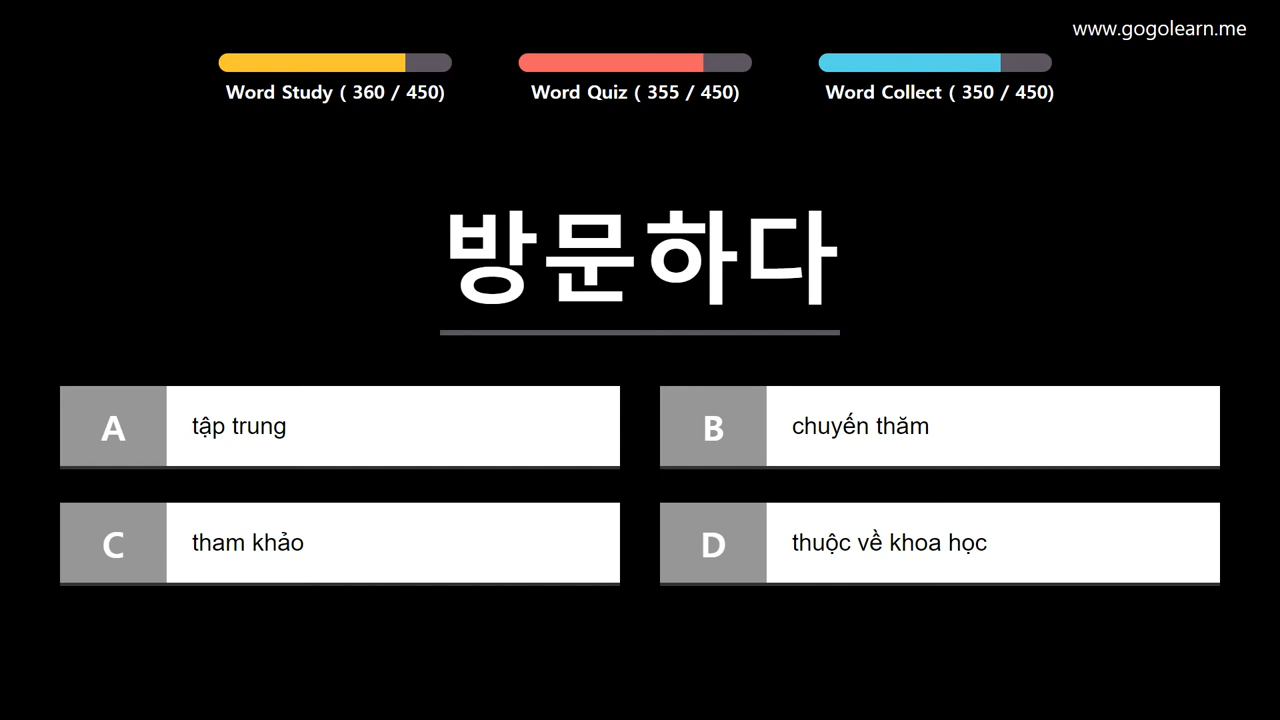 www.gogolearn.me
Word Study ( 360 / 450)
Word Quiz ( 355 / 450)
Word Collect ( 350 / 450)
방문하다
A tập trung
B chuyến thăm
C tham khảo
D thuộc về khoa học